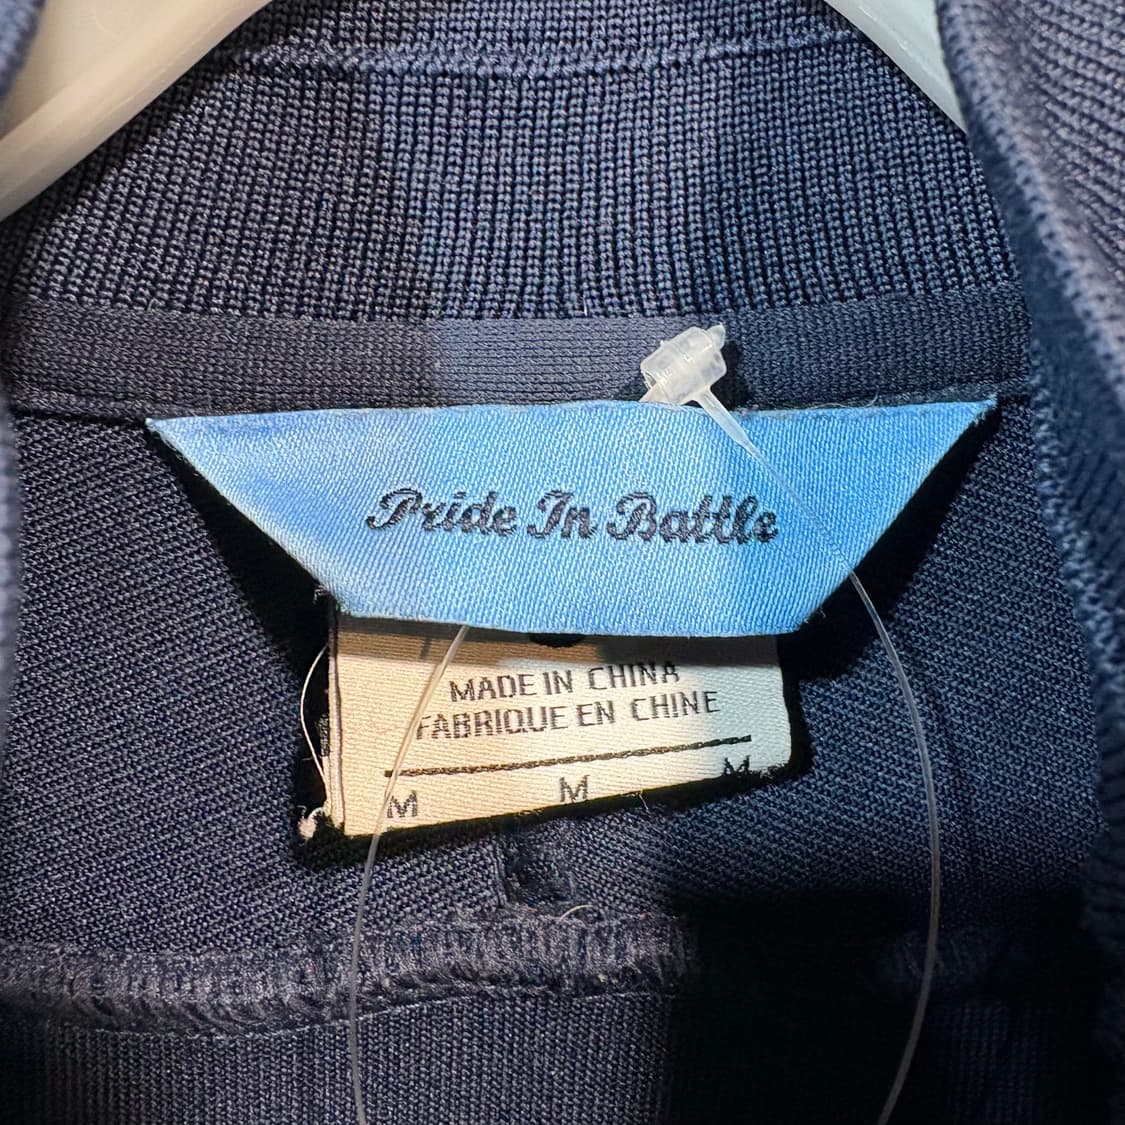 Pride In Battle
MADE IN CHINA
FABRIQUE EN CHINE
M M M